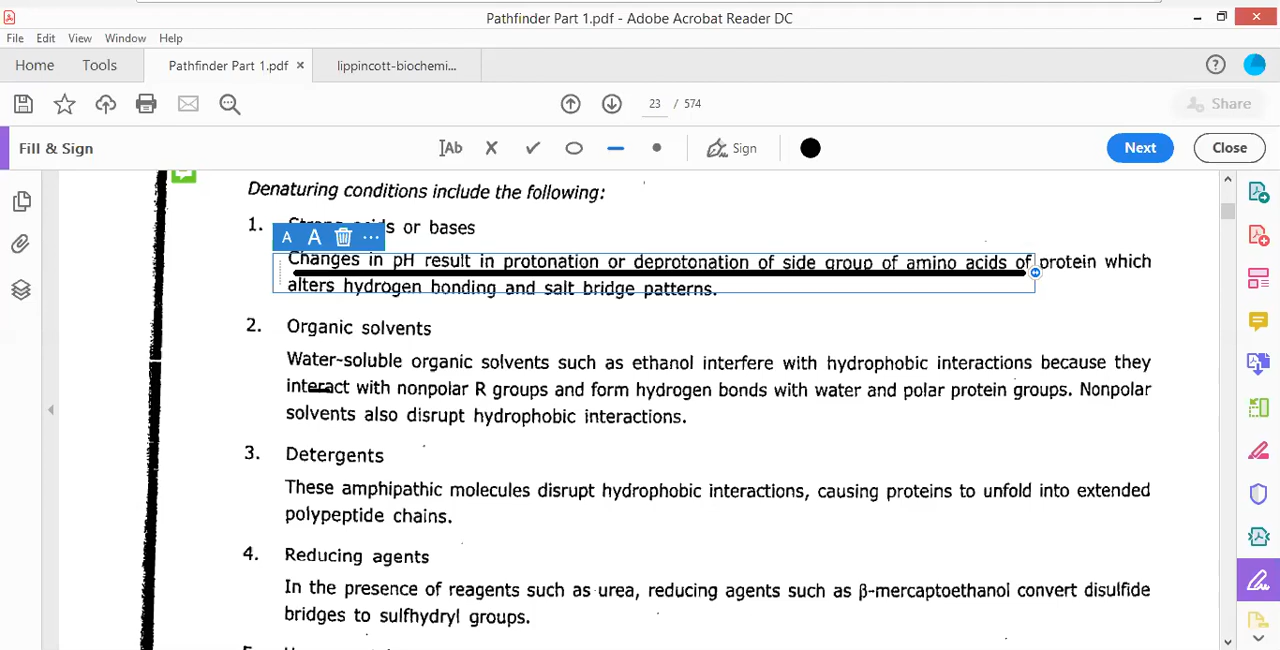 Pathfinder Part 1.pdf - Adobe Acrobat Reader DC
File Edit View Window Help
Home Tools Pathfinder Part 1.pdf × lippincott-biochemi...
23 / 574
Share
Fill & Sign
Ab Sign
Next Close
Denaturing conditions include the following:
1. Strong acids or bases
A A ...
Changes in pH result in protonation or deprotonation of side group of amino acids of protein which
alters hydrogen bonding and salt bridge patterns.
2. Organic solvents
Water-soluble organic solvents such as ethanol interfere with hydrophobic interactions because they
interact with nonpolar R groups and form hydrogen bonds with water and polar protein groups. Nonpolar
solvents also disrupt hydrophobic interactions.
3. Detergents
These amphipathic molecules disrupt hydrophobic interactions, causing proteins to unfold into extended
polypeptide chains.
4. Reducing agents
In the presence of reagents such as urea, reducing agents such as β-mercaptoethanol convert disulfide
bridges to sulfhydryl groups.